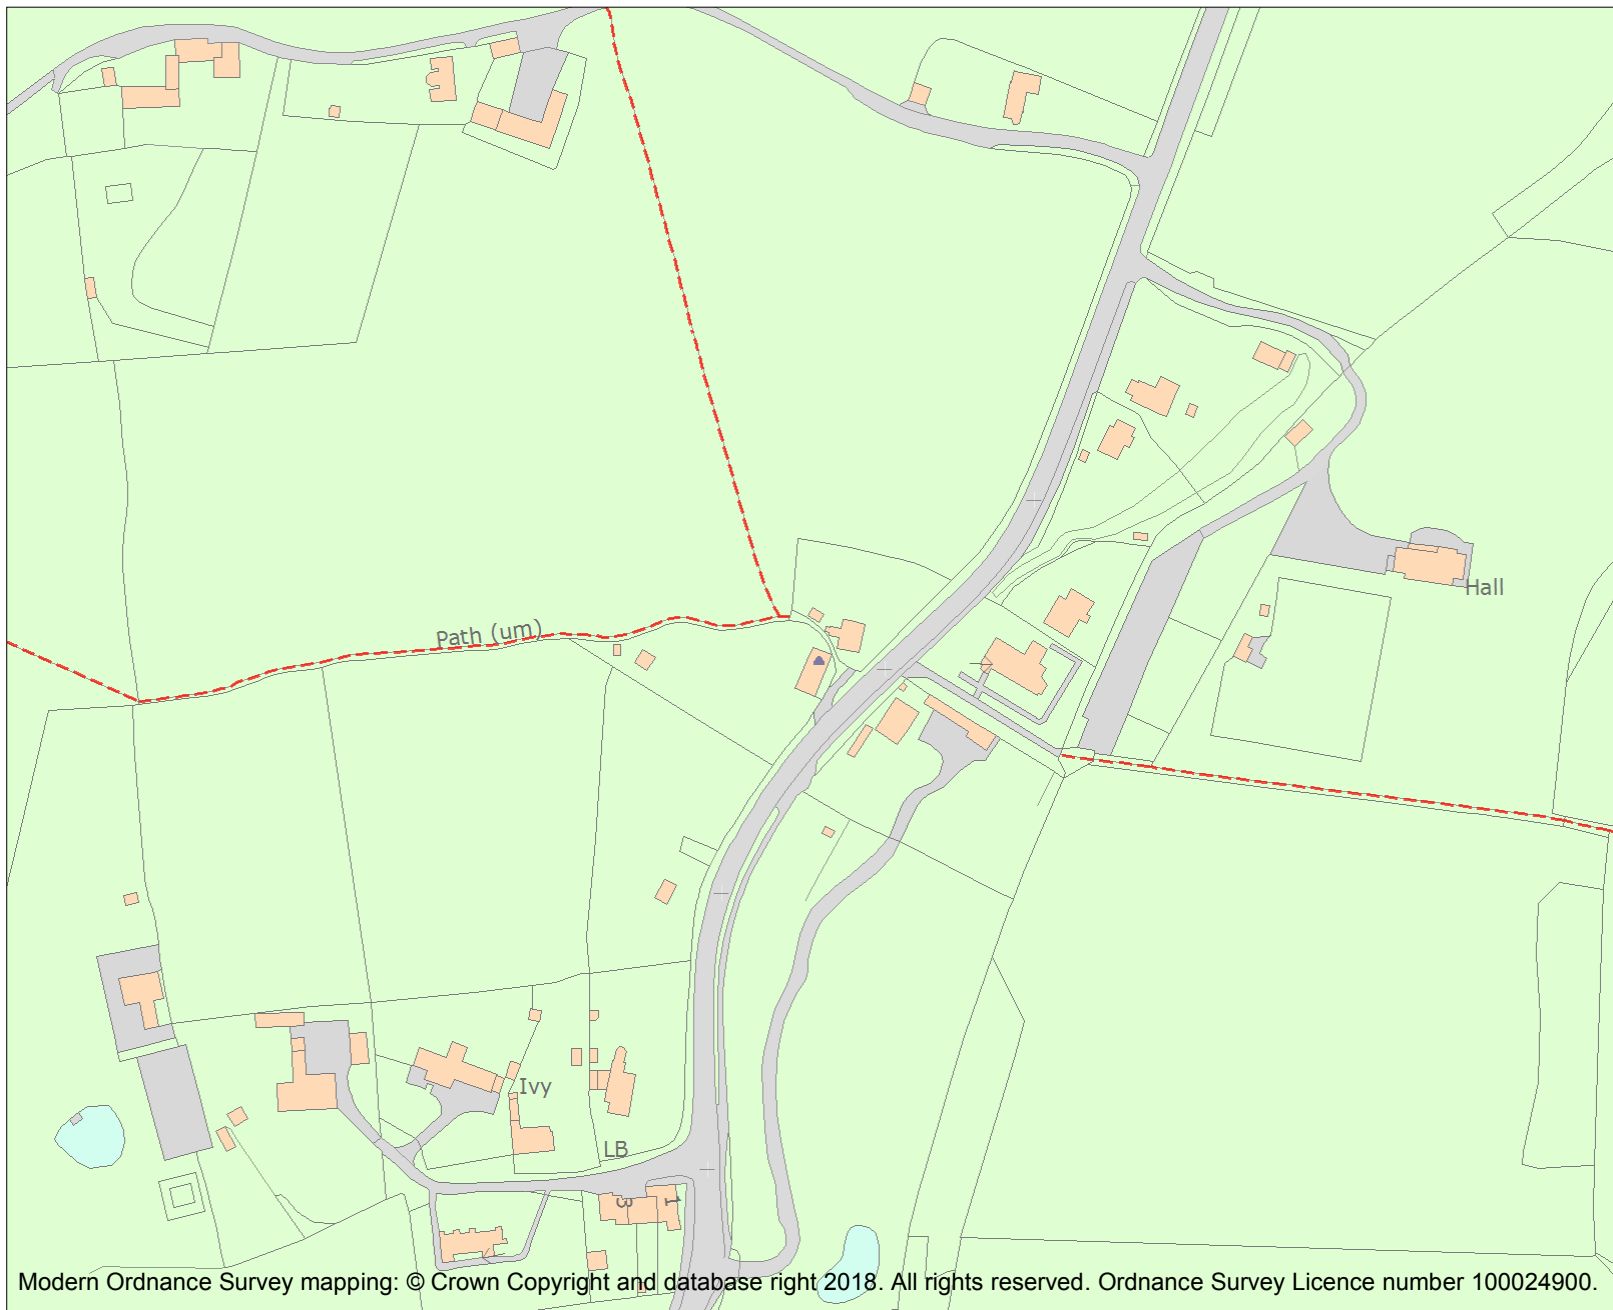 Hall
Path (um)
Ivy
LB
3
1
Modern Ordnance Survey mapping: © Crown Copyright and database right 2018. All rights reserved. Ordnance Survey Licence number 100024900.